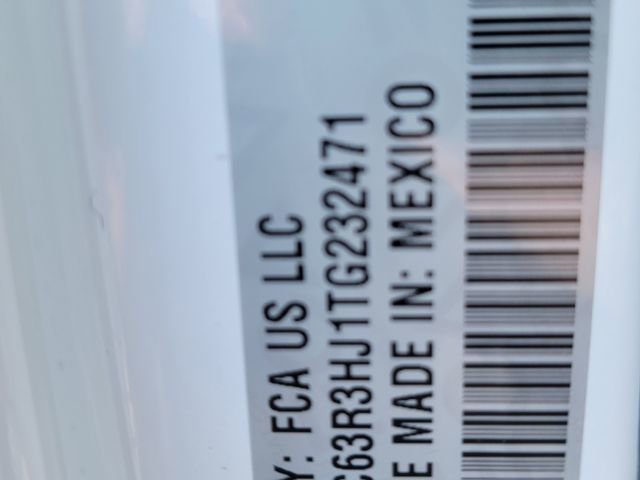 Y: FCA US LLC
C63R3HJ1TG232471
E MADE IN: MEXICO